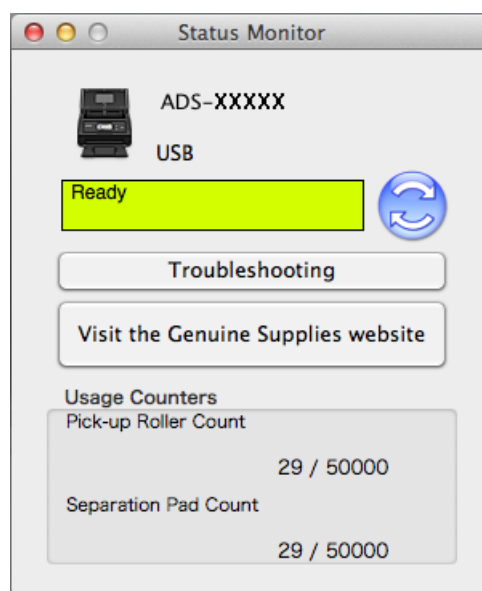 Status Monitor
ADS-XXXXX
USB
Ready
Troubleshooting
Visit the Genuine Supplies website
Usage Counters
Pick-up Roller Count
29 / 50000
Separation Pad Count
29 / 50000